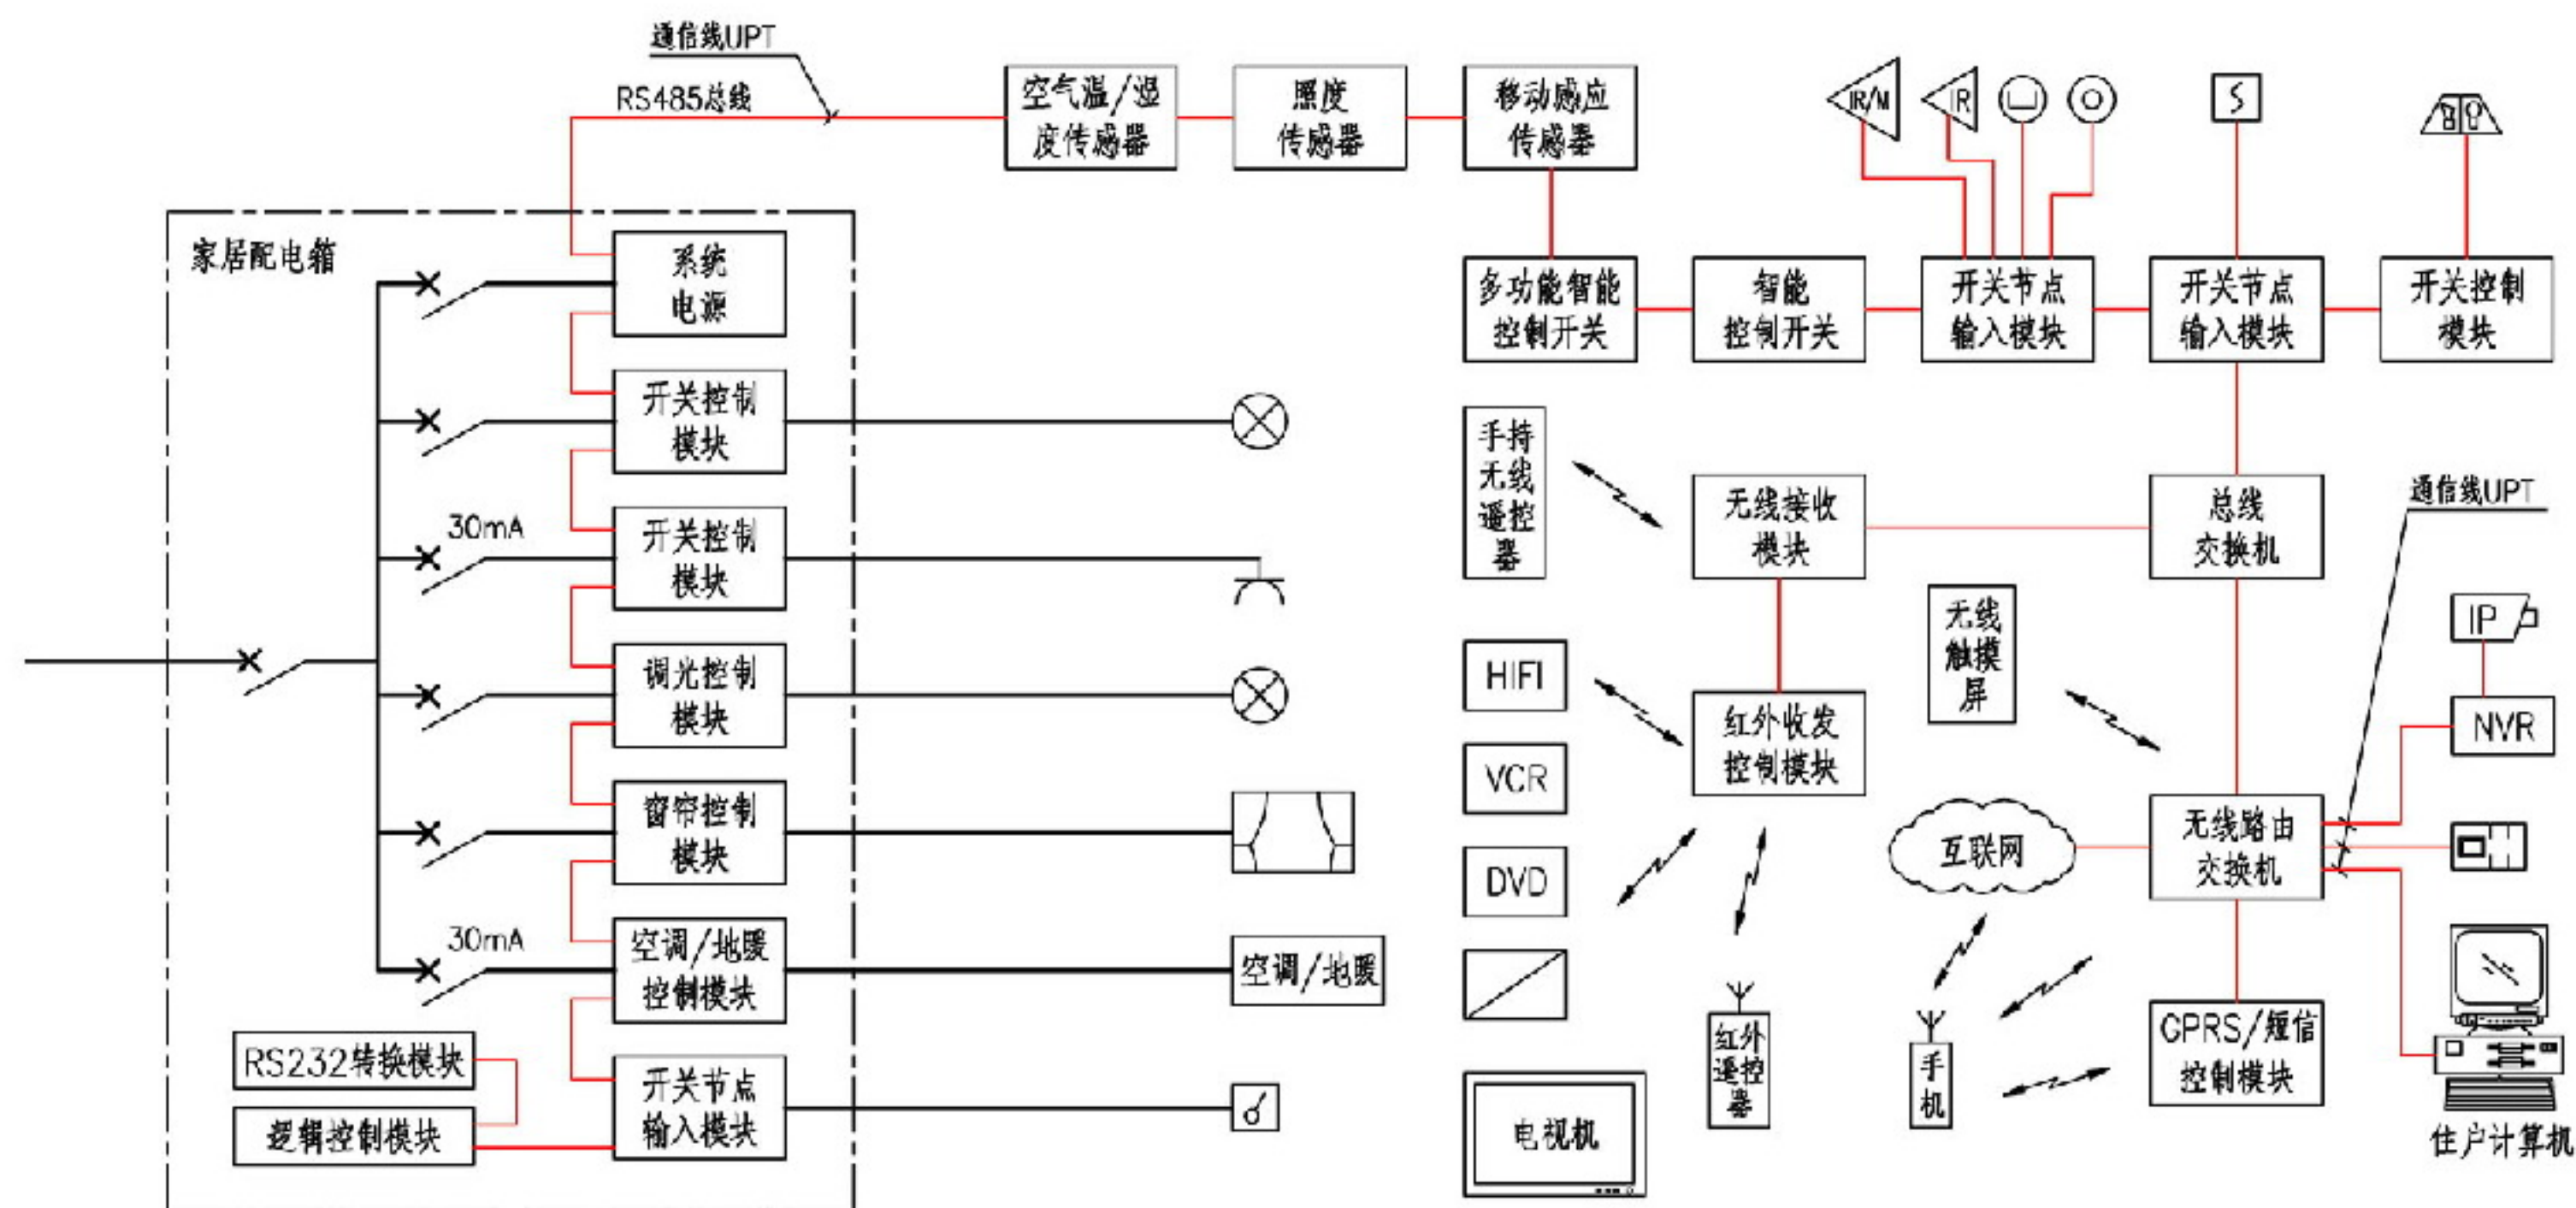 通信线UPT
RS485总线
空气温/湿
度传感器
照度
传感器
移动感应
传感器
IR/M
IR
S
家居配电箱
系统
电源
多功能智能
控制开关
智能
控制开关
开关节点
输入模块
开关节点
输入模块
开关控制
模块
开关控制
模块
手持
无线
遥控
器
无线接收
模块
总线
交换机
通信线UPT
30mA
开关控制
模块
无线
触摸
屏
IP
调光控制
模块
HIFI
红外收发
控制模块
NVR
VCR
窗帘控制
模块
互联网
无线路由
交换机
DVD
30mA
空调/地暖
控制模块
空调/地暖
红外
遥控
器
手
机
GPRS/短信
控制模块
RS232转换模块
逻辑控制模块
开关节点
输入模块
电视机
住户计算机